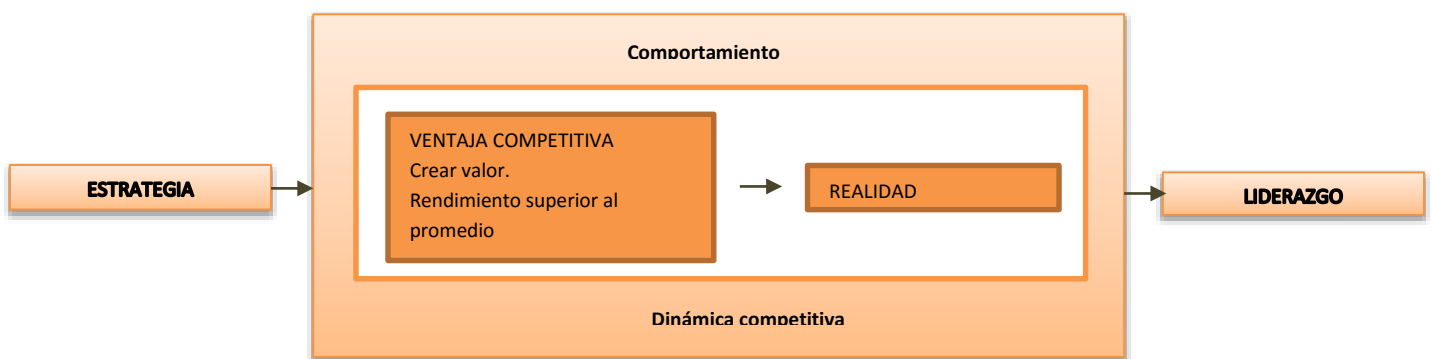 Comportamiento
VENTAJA COMPETITIVA
Crear valor.
Rendimiento superior al
promedio
ESTRATEGIA
REALIDAD
LIDERAZGO
Dinámica competitiva